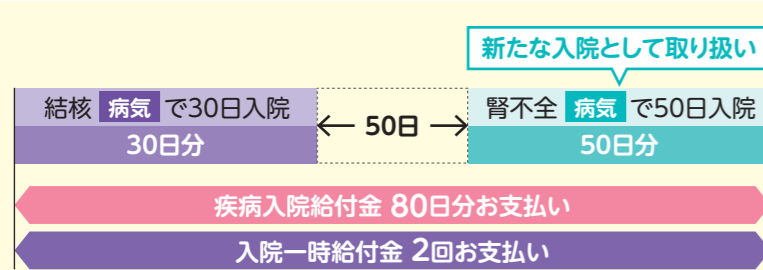 新たな入院として取り扱い
結核 病気 で30日入院
30日分
50日
腎不全 病気 で50日入院
50日分
疾病入院給付金 80日分お支払い
入院一時給付金 2回お支払い